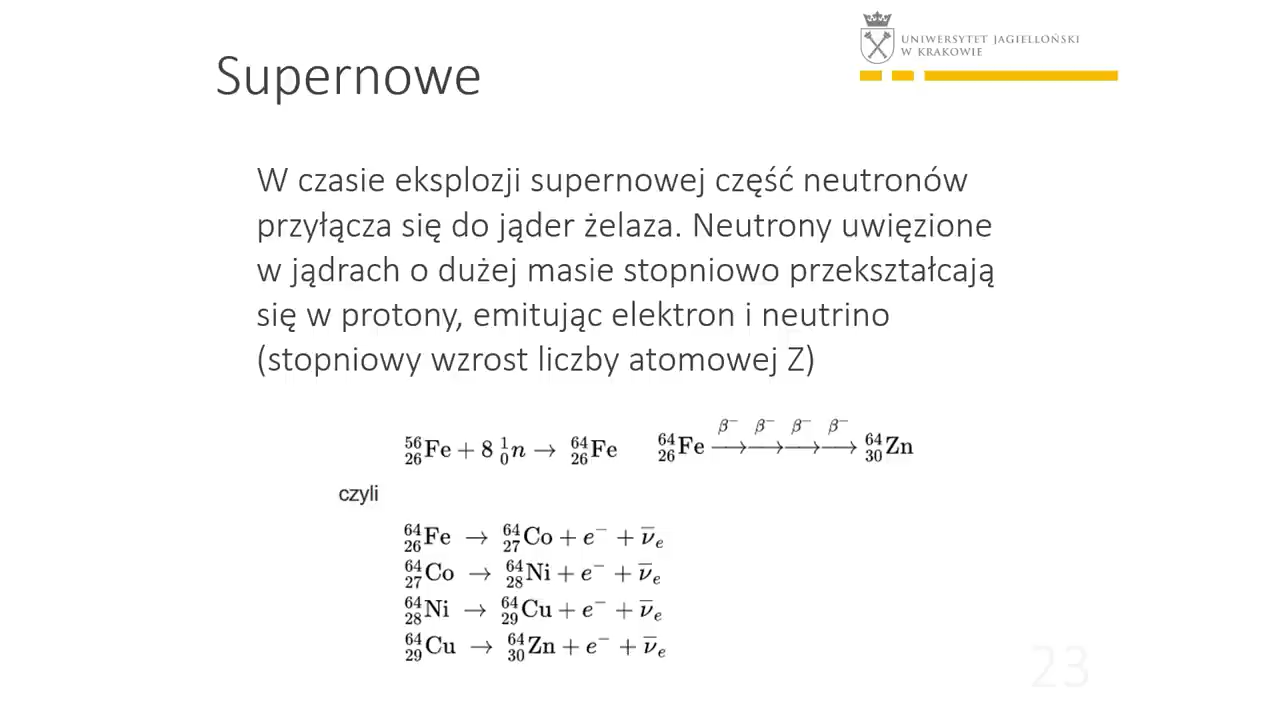 UNIWERSYTET JAGIELLOŃSKI
W KRAKOWIE
Supernowe
W czasie eksplozji supernowej część neutronów
przyłącza się do jąder żelaza. Neutrony uwięzione
w jądrach o dużej masie stopniowo przekształcają
się w protony, emitując elektron i neutrino
(stopniowy wzrost liczby atomowej Z)
⁵⁶₂₆Fe + 8 ¹₀n → ⁶⁴₂₆Fe ⁶⁴₂₆Fe —β⁻→ —β⁻→ —β⁻→ —β⁻→ ⁶⁴₃₀Zn
czyli
⁶⁴₂₆Fe → ⁶⁴₂₇Co + e⁻ + ν̅ₑ
⁶⁴₂₇Co → ⁶⁴₂₈Ni + e⁻ + ν̅ₑ
⁶⁴₂₈Ni → ⁶⁴₂₉Cu + e⁻ + ν̅ₑ
⁶⁴₂₉Cu → ⁶⁴₃₀Zn + e⁻ + ν̅ₑ
23